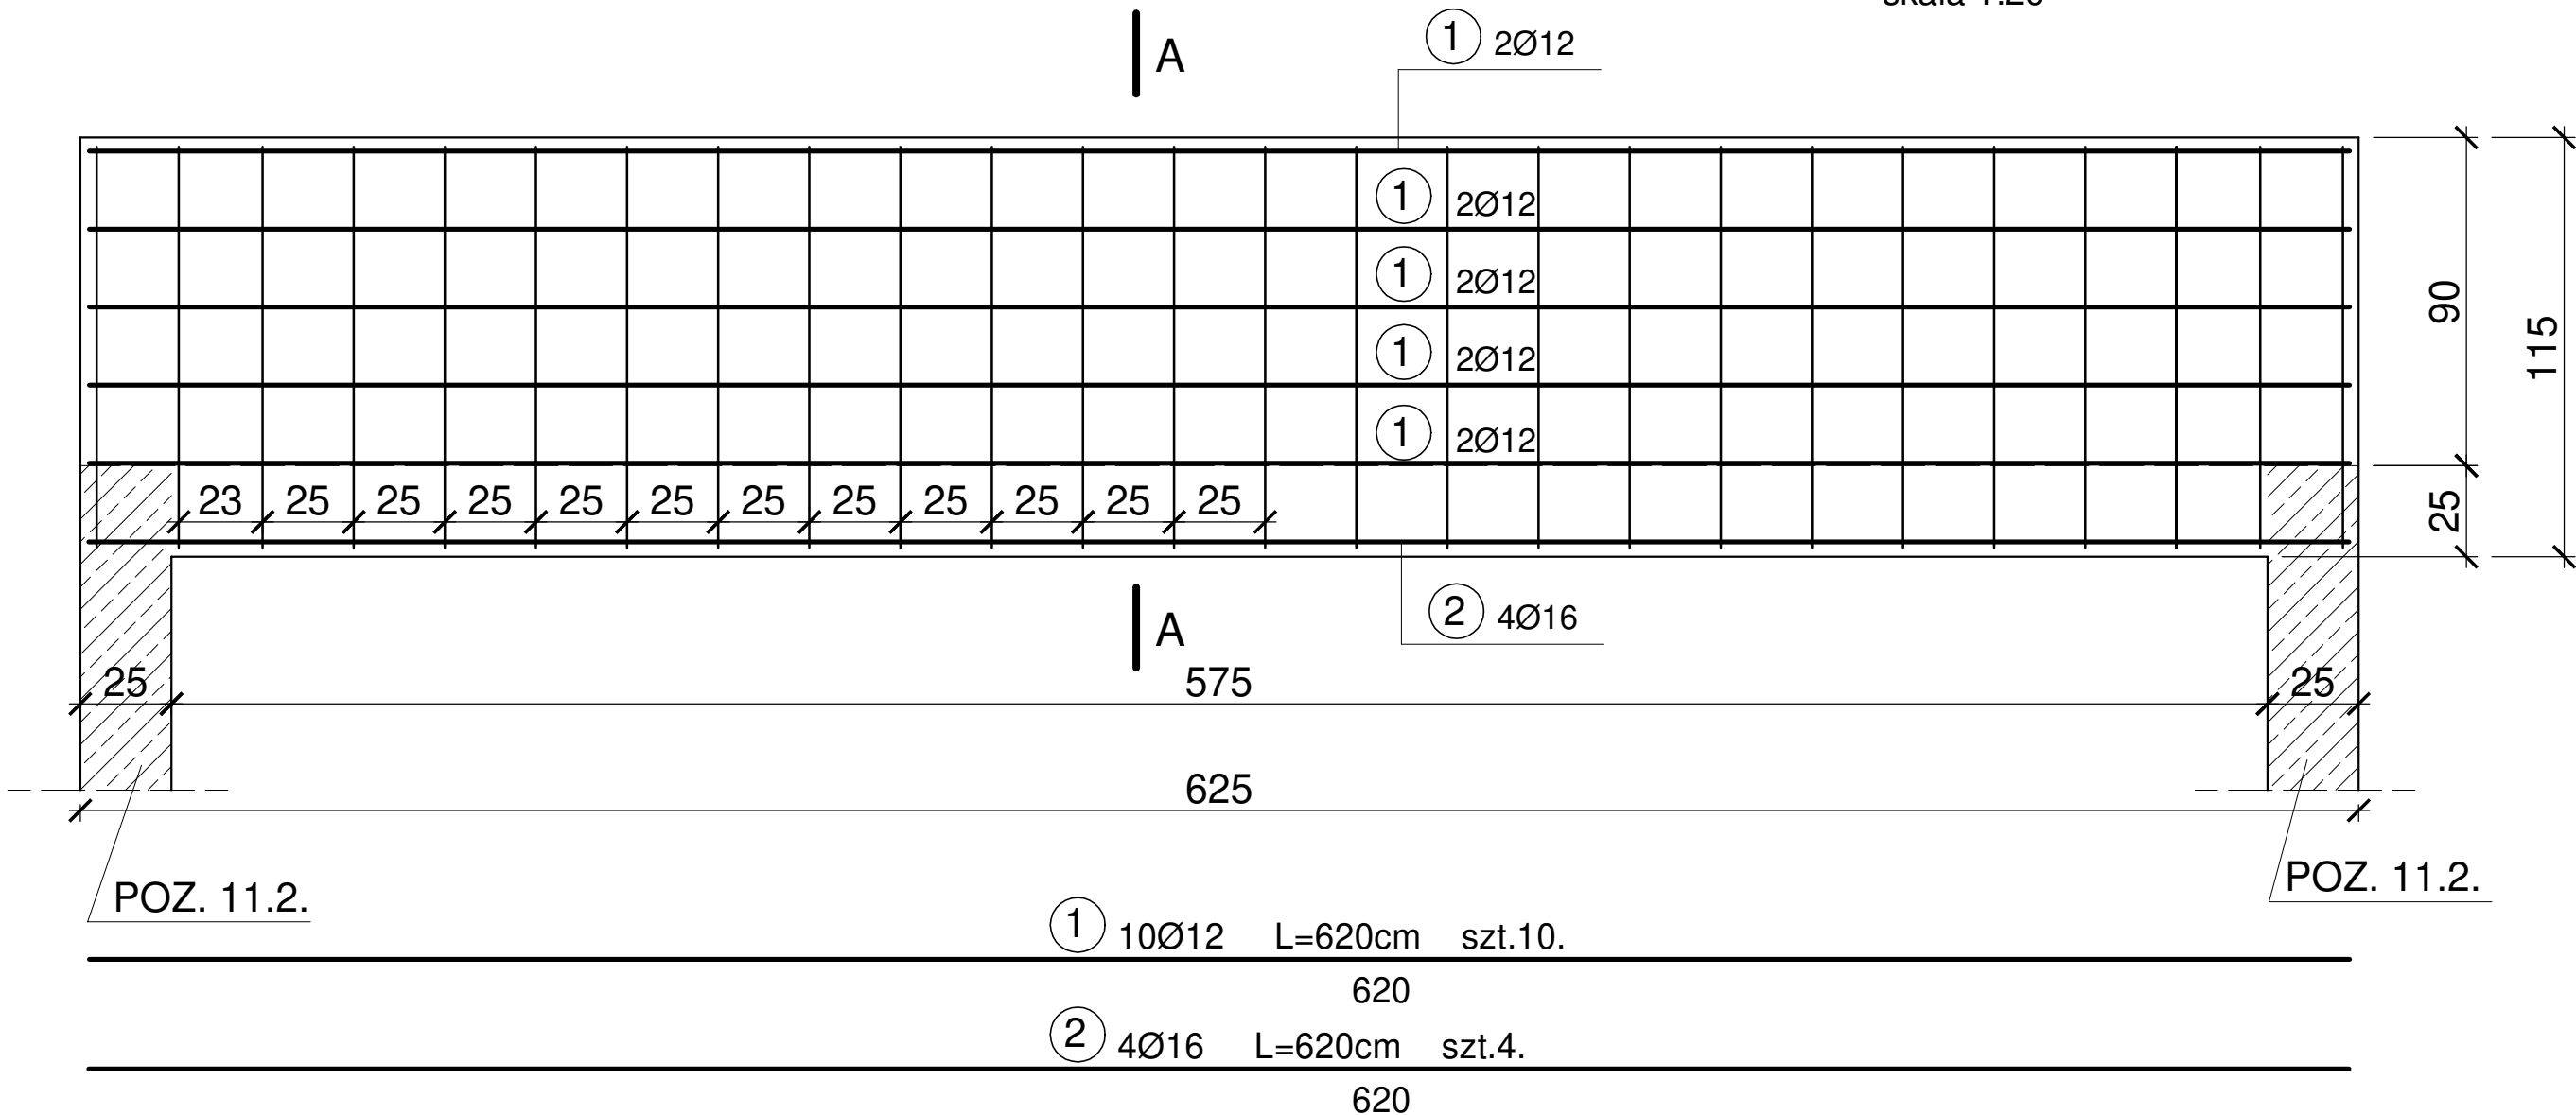 A
1 2Ø12
1 2Ø12
1 2Ø12
1 2Ø12
1 2Ø12
90
115
23 25 25 25 25 25 25 25 25 25 25 25
25
2 4Ø16
A
25 575 25
625
POZ. 11.2.
POZ. 11.2.
1 10Ø12 L=620cm szt.10.
620
2 4Ø16 L=620cm szt.4.
620